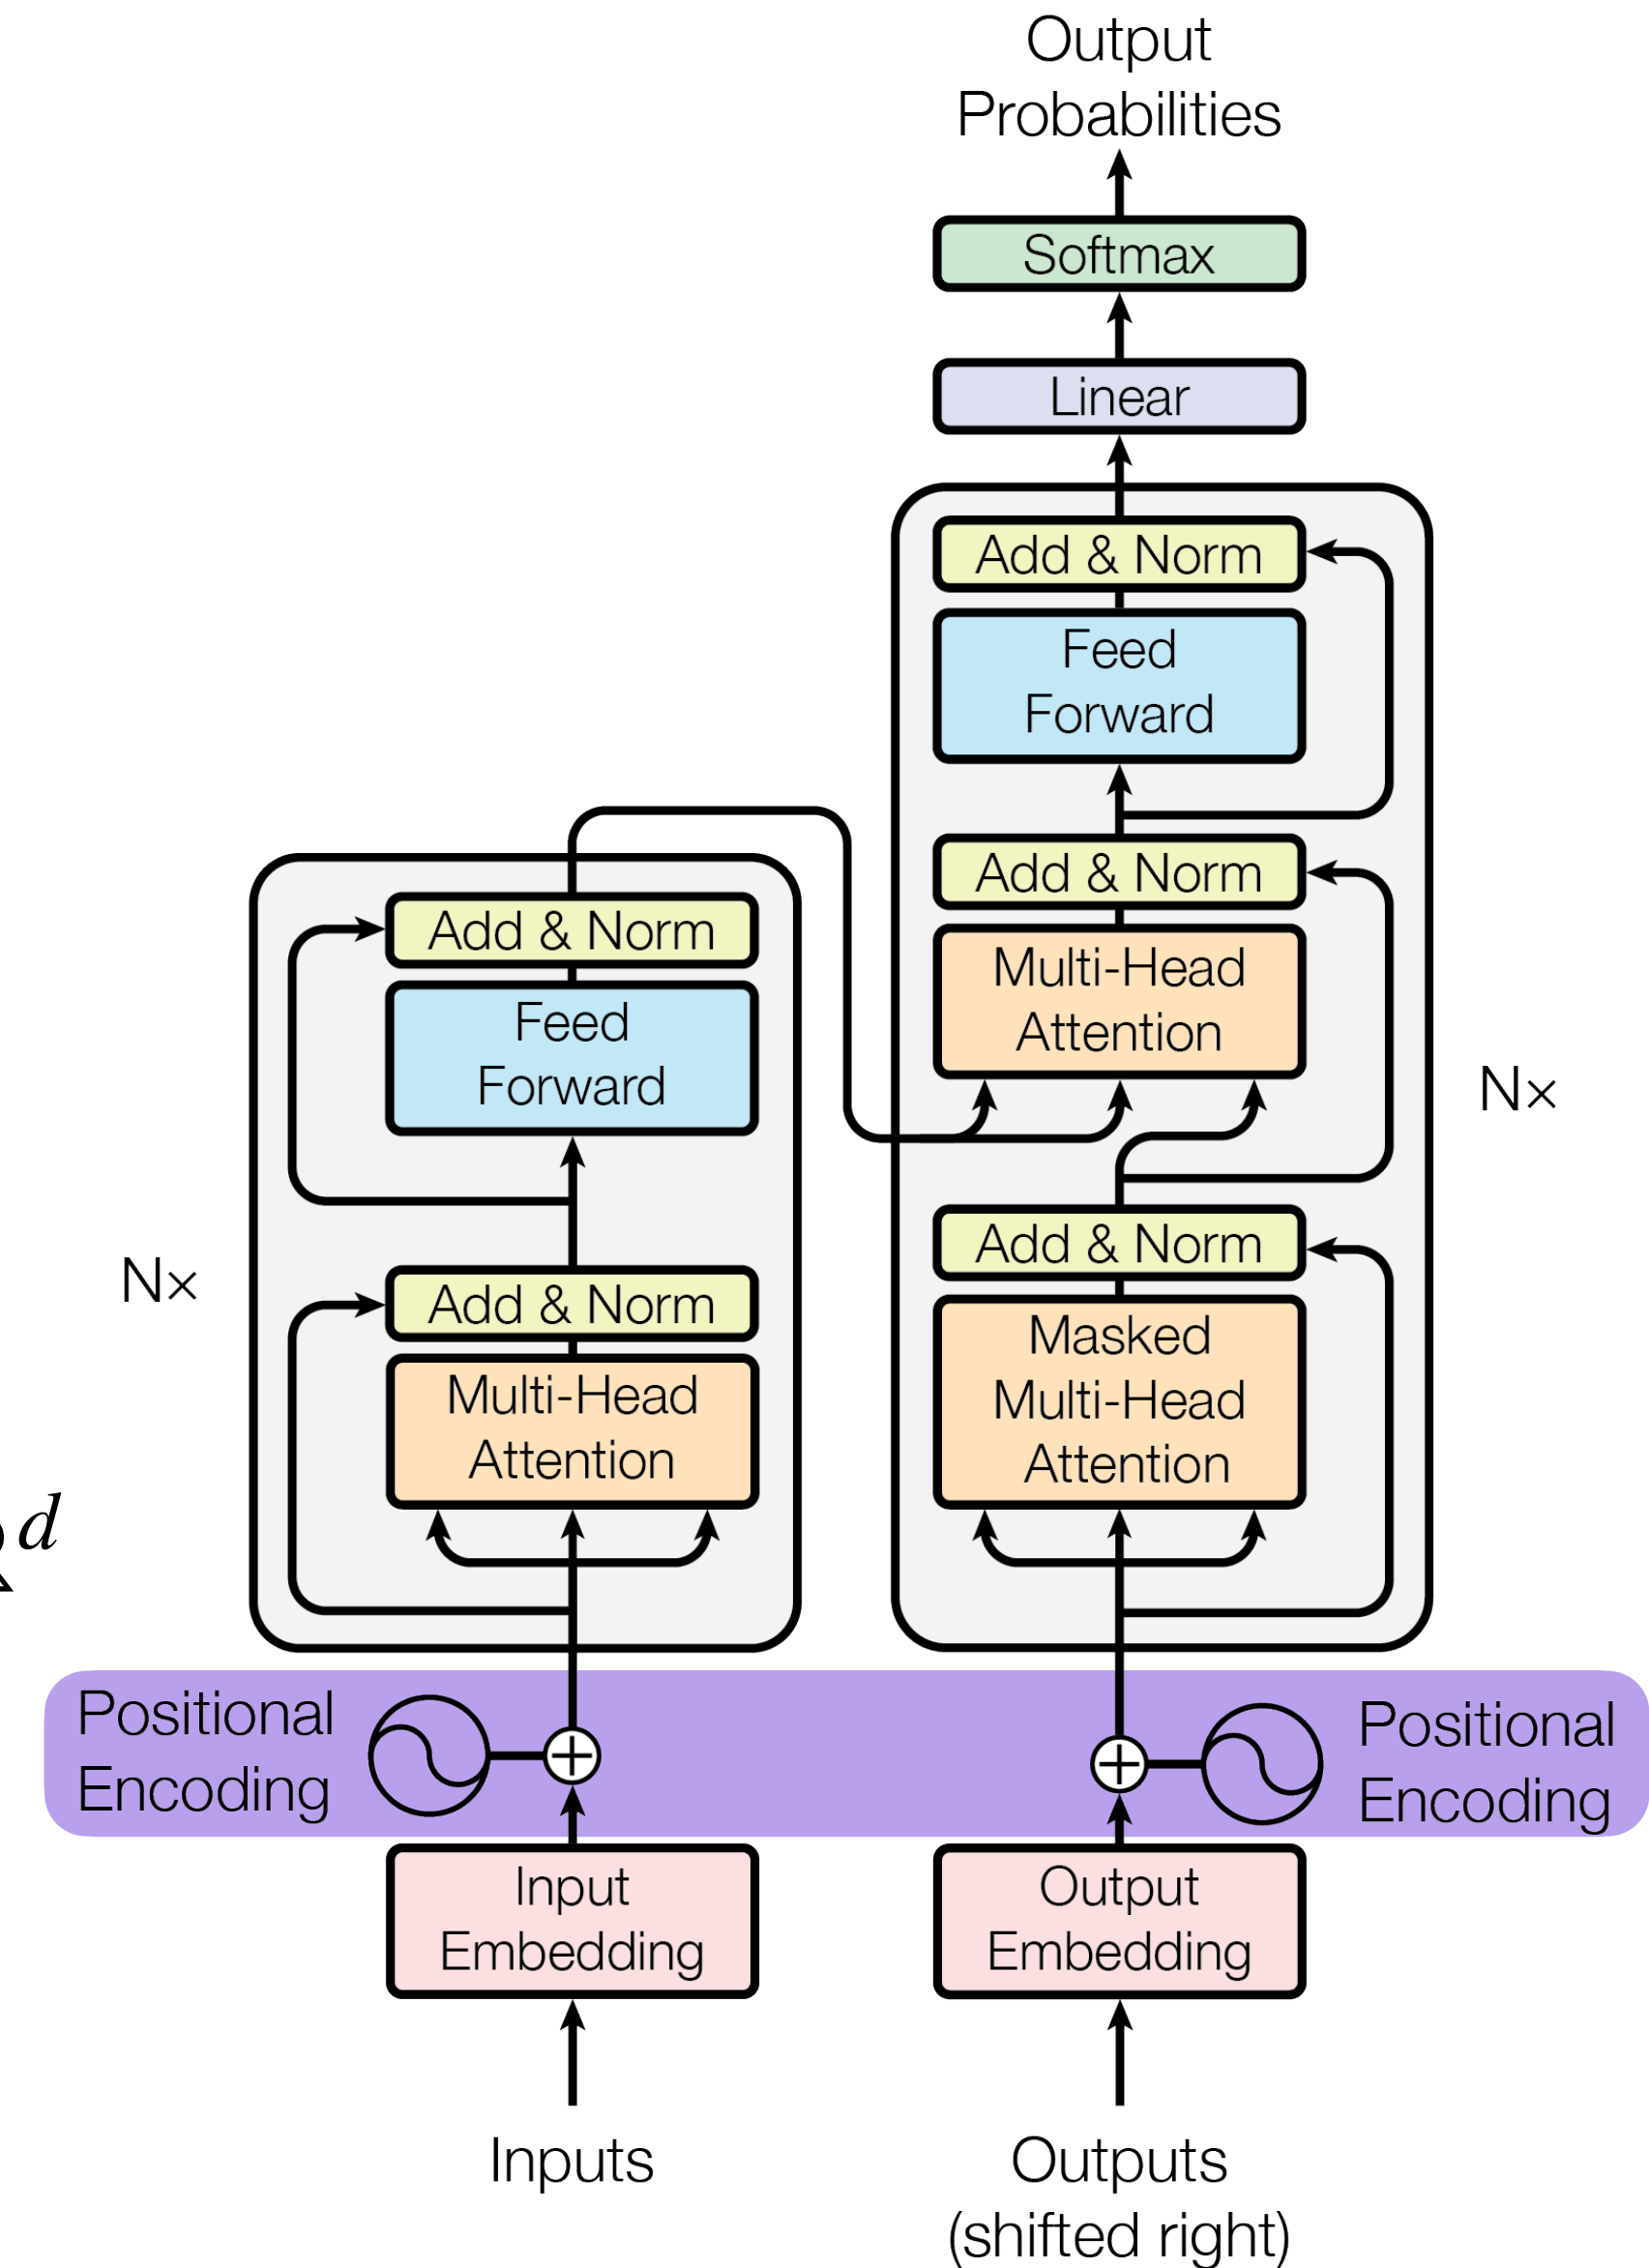 Output
Probabilities
Softmax
Linear
Add & Norm
Feed
Forward
Add & Norm
Multi-Head
Attention
Add & Norm
Masked
Multi-Head
Attention
N×
Add & Norm
Feed
Forward
Add & Norm
Multi-Head
Attention
N×
d
Positional
Encoding
Positional
Encoding
Input
Embedding
Output
Embedding
Inputs
Outputs
(shifted right)